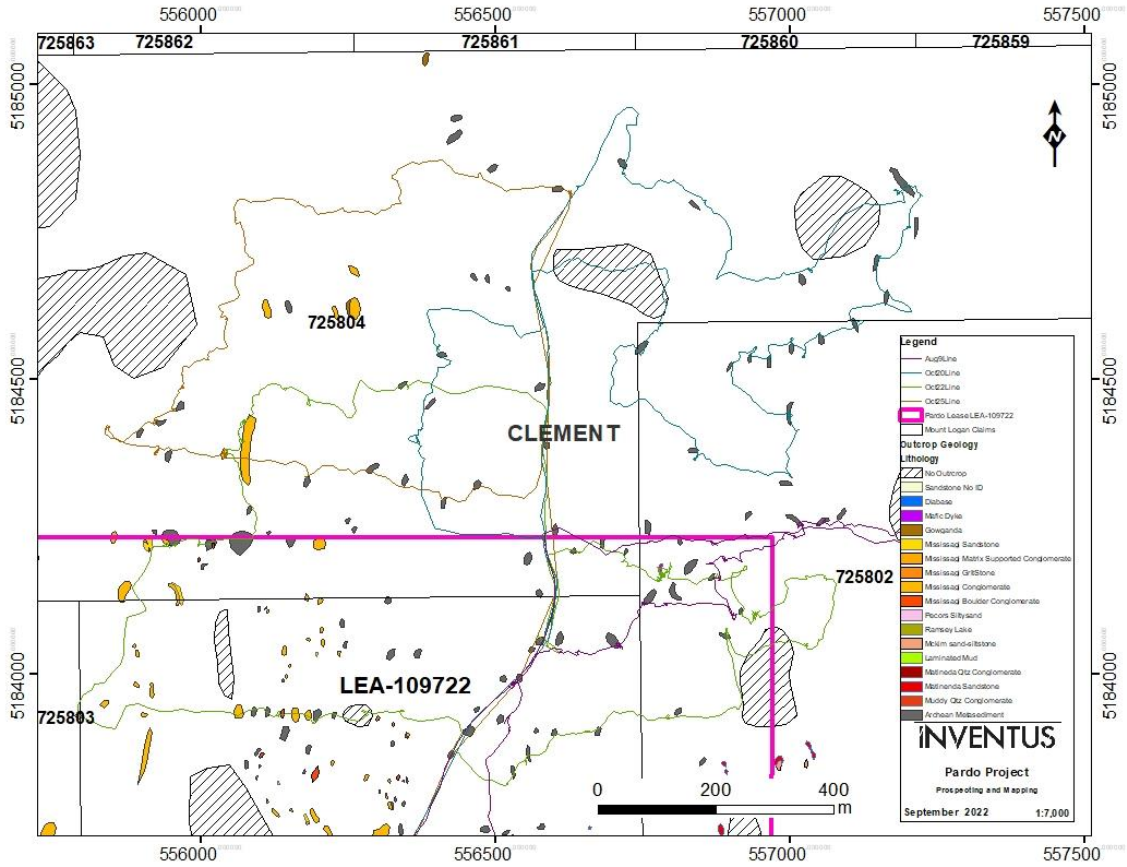 556000
556500
557000
557500
725863
725862
725861
725860
725859
5185000
5185000
N
725804
5184500
5184500
CLEMENT
Legend
Aug9Line
Oct20Line
Oct22Line
Oct25Line
Pardo Lease LEA-109722
Mount Logan Claims
Outcrop Geology
Lithology
No Outcrop
Sandstone No ID
Diabase
Mafic Dyke
Gowganda
Mississagi Sandstone
Mississagi Matrix Supported Conglomerate
Mississagi GritStone
Mississagi Conglomerate
Mississagi Boulder Conglomerate
Pecors Siltysand
Ramsey Lake
Mckim sand-siltstone
Laminated Mud
Matineda Qtz Conglomerate
Matinenda Sandstone
Muddy Qtz Conglomerate
Archean Metasediment
725802
5184000
5184000
LEA-109722
725803
INVENTUS
Pardo Project
Prospecting and Mapping
September 2022 1:7,000
0 200 400
m
556000
556500
557000
557500